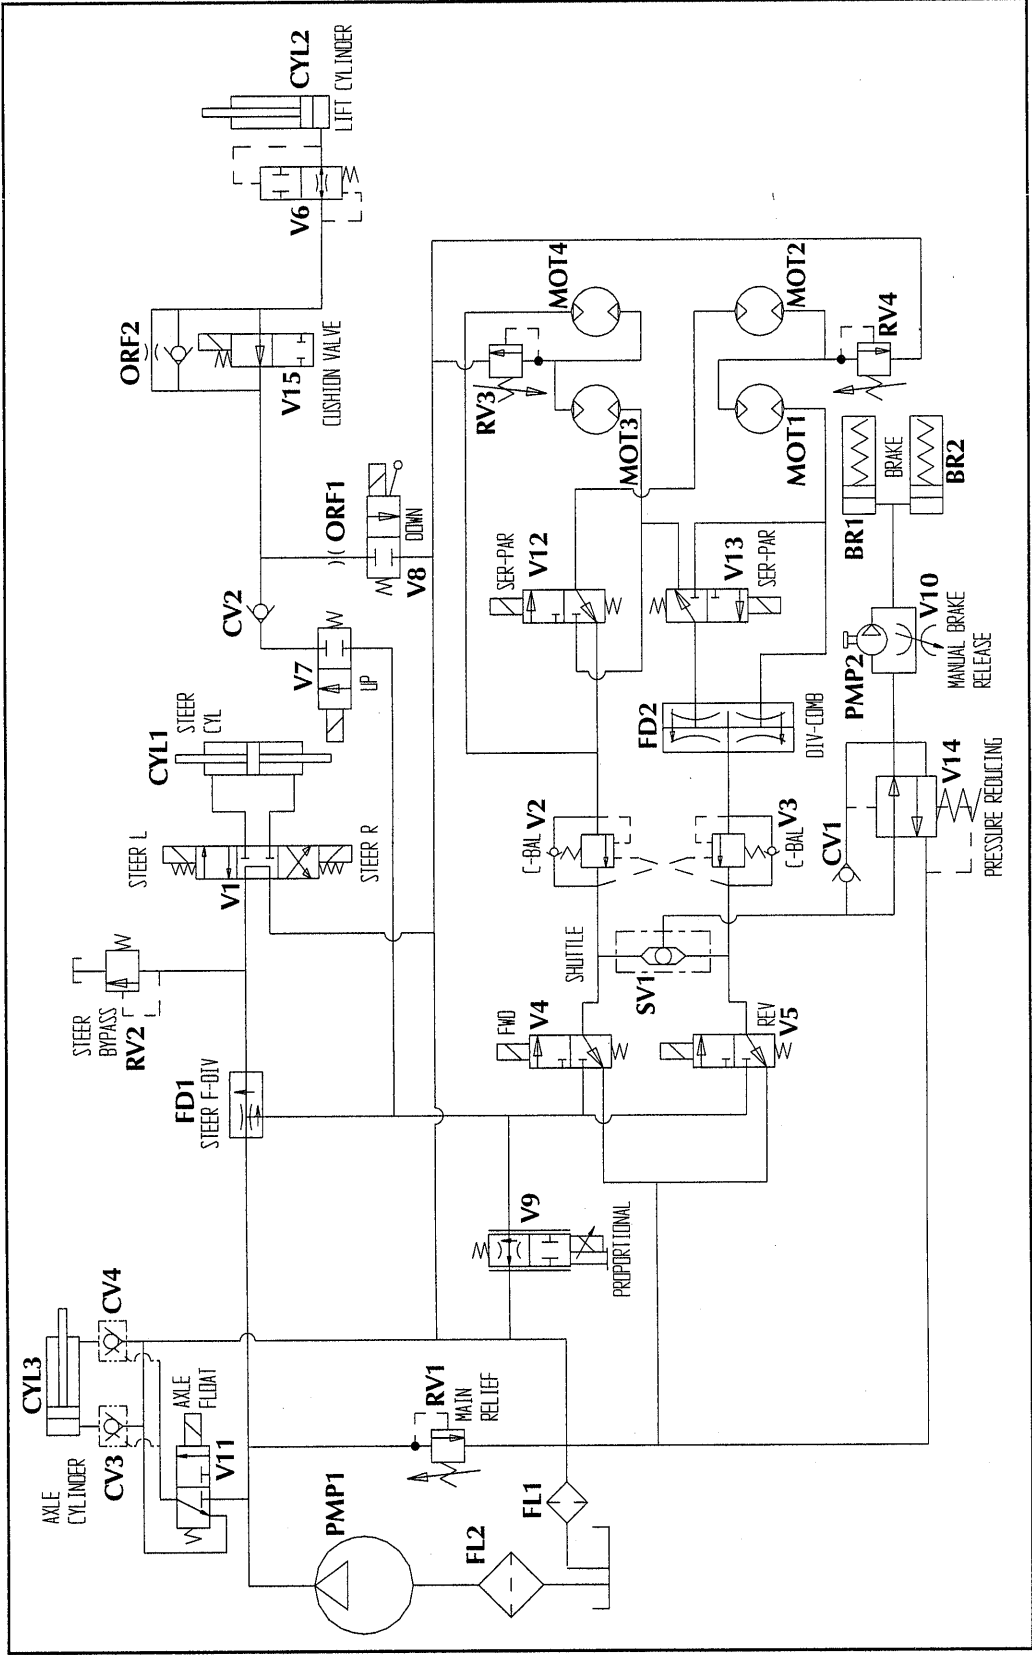 CYL3
AXLE
CYLINDER
CV3
CV4
AXLE
FLOAT
V11
STEER
BYPASS
RV2
FD1
STEER F-DIV
STEER L
V1
STEER R
CYL1
STEER
CYL
CV2
V7
UP
ORF2
V15
CUSHION VALVE
V6
CYL2
LIFT CYLINDER
ORF1
DOWN
V8
PMP1
RV1
MAIN
RELIEF
FL2
FL1
V9
PROPORTIONAL
FWD
V4
SHUTTLE
SV1
REV
V5
C-BAL
V2
V3
C-BAL
SER-PAR
V12
FD2
DIV-COMB
V13
SER-PAR
RV3
MOT4
MOT3
MOT2
MOT1
RV4
CV1
V14
PRESSURE REDUCING
PMP2
V10
MANUAL BRAKE
RELEASE
BR1
BRAKE
BR2